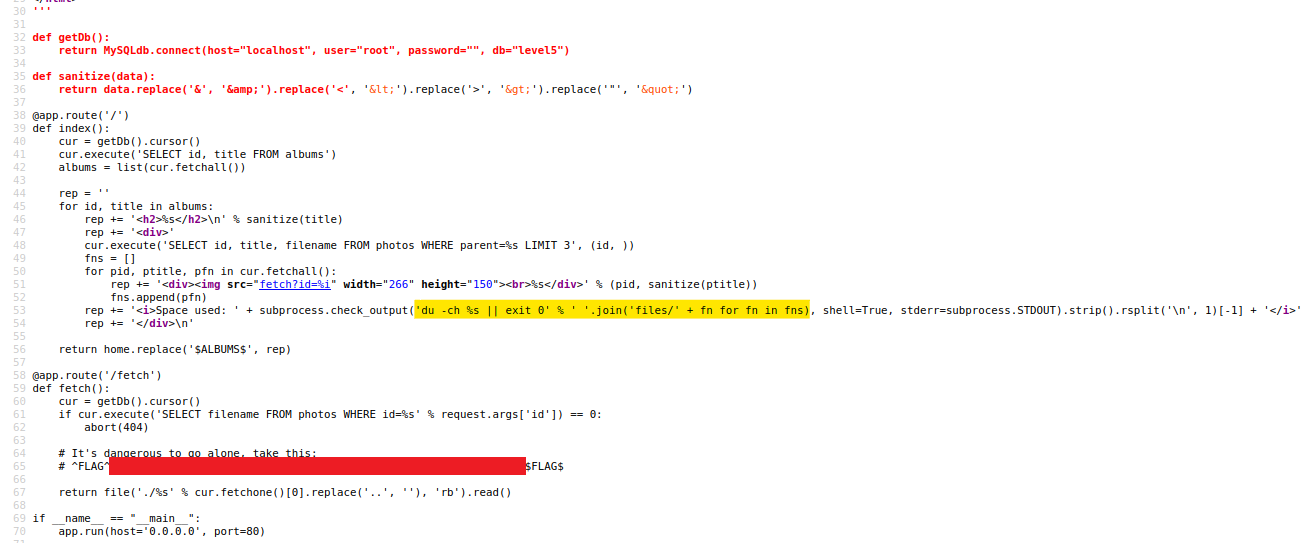 30 '''
31
32 def getDb():
33     return MySQLdb.connect(host="localhost", user="root", password="", db="level5")
34
35 def sanitize(data):
36     return data.replace('&', '&amp;').replace('<', '&lt;').replace('>', '&gt;').replace('"', '&quot;')
37
38 @app.route('/')
39 def index():
40     cur = getDb().cursor()
41     cur.execute('SELECT id, title FROM albums')
42     albums = list(cur.fetchall())
43
44     rep = ''
45     for id, title in albums:
46         rep += '<h2>%s</h2>\n' % sanitize(title)
47         rep += '<div>'
48         cur.execute('SELECT id, title, filename FROM photos WHERE parent=%s LIMIT 3', (id, ))
49         fns = []
50         for pid, ptitle, pfn in cur.fetchall():
51             rep += '<div><img src="fetch?id=%i" width="266" height="150"><br>%s</div>' % (pid, sanitize(ptitle))
52             fns.append(pfn)
53         rep += '<i>Space used: ' + subprocess.check_output('du -ch %s || exit 0' % ' '.join('files/' + fn for fn in fns), shell=True, stderr=subprocess.STDOUT).strip().rsplit('\n', 1)[-1] + '</i>'
54         rep += '</div>\n'
55
56     return home.replace('$ALBUMS$', rep)
57
58 @app.route('/fetch')
59 def fetch():
60     cur = getDb().cursor()
61     if cur.execute('SELECT filename FROM photos WHERE id=%s' % request.args['id']) == 0:
62         abort(404)
63
64     # It's dangerous to go alone, take this:
65     # ^FLAG^ $FLAG$
66
67     return file('./%s' % cur.fetchone()[0].replace('..', ''), 'rb').read()
68
69 if __name__ == "__main__":
70     app.run(host='0.0.0.0', port=80)